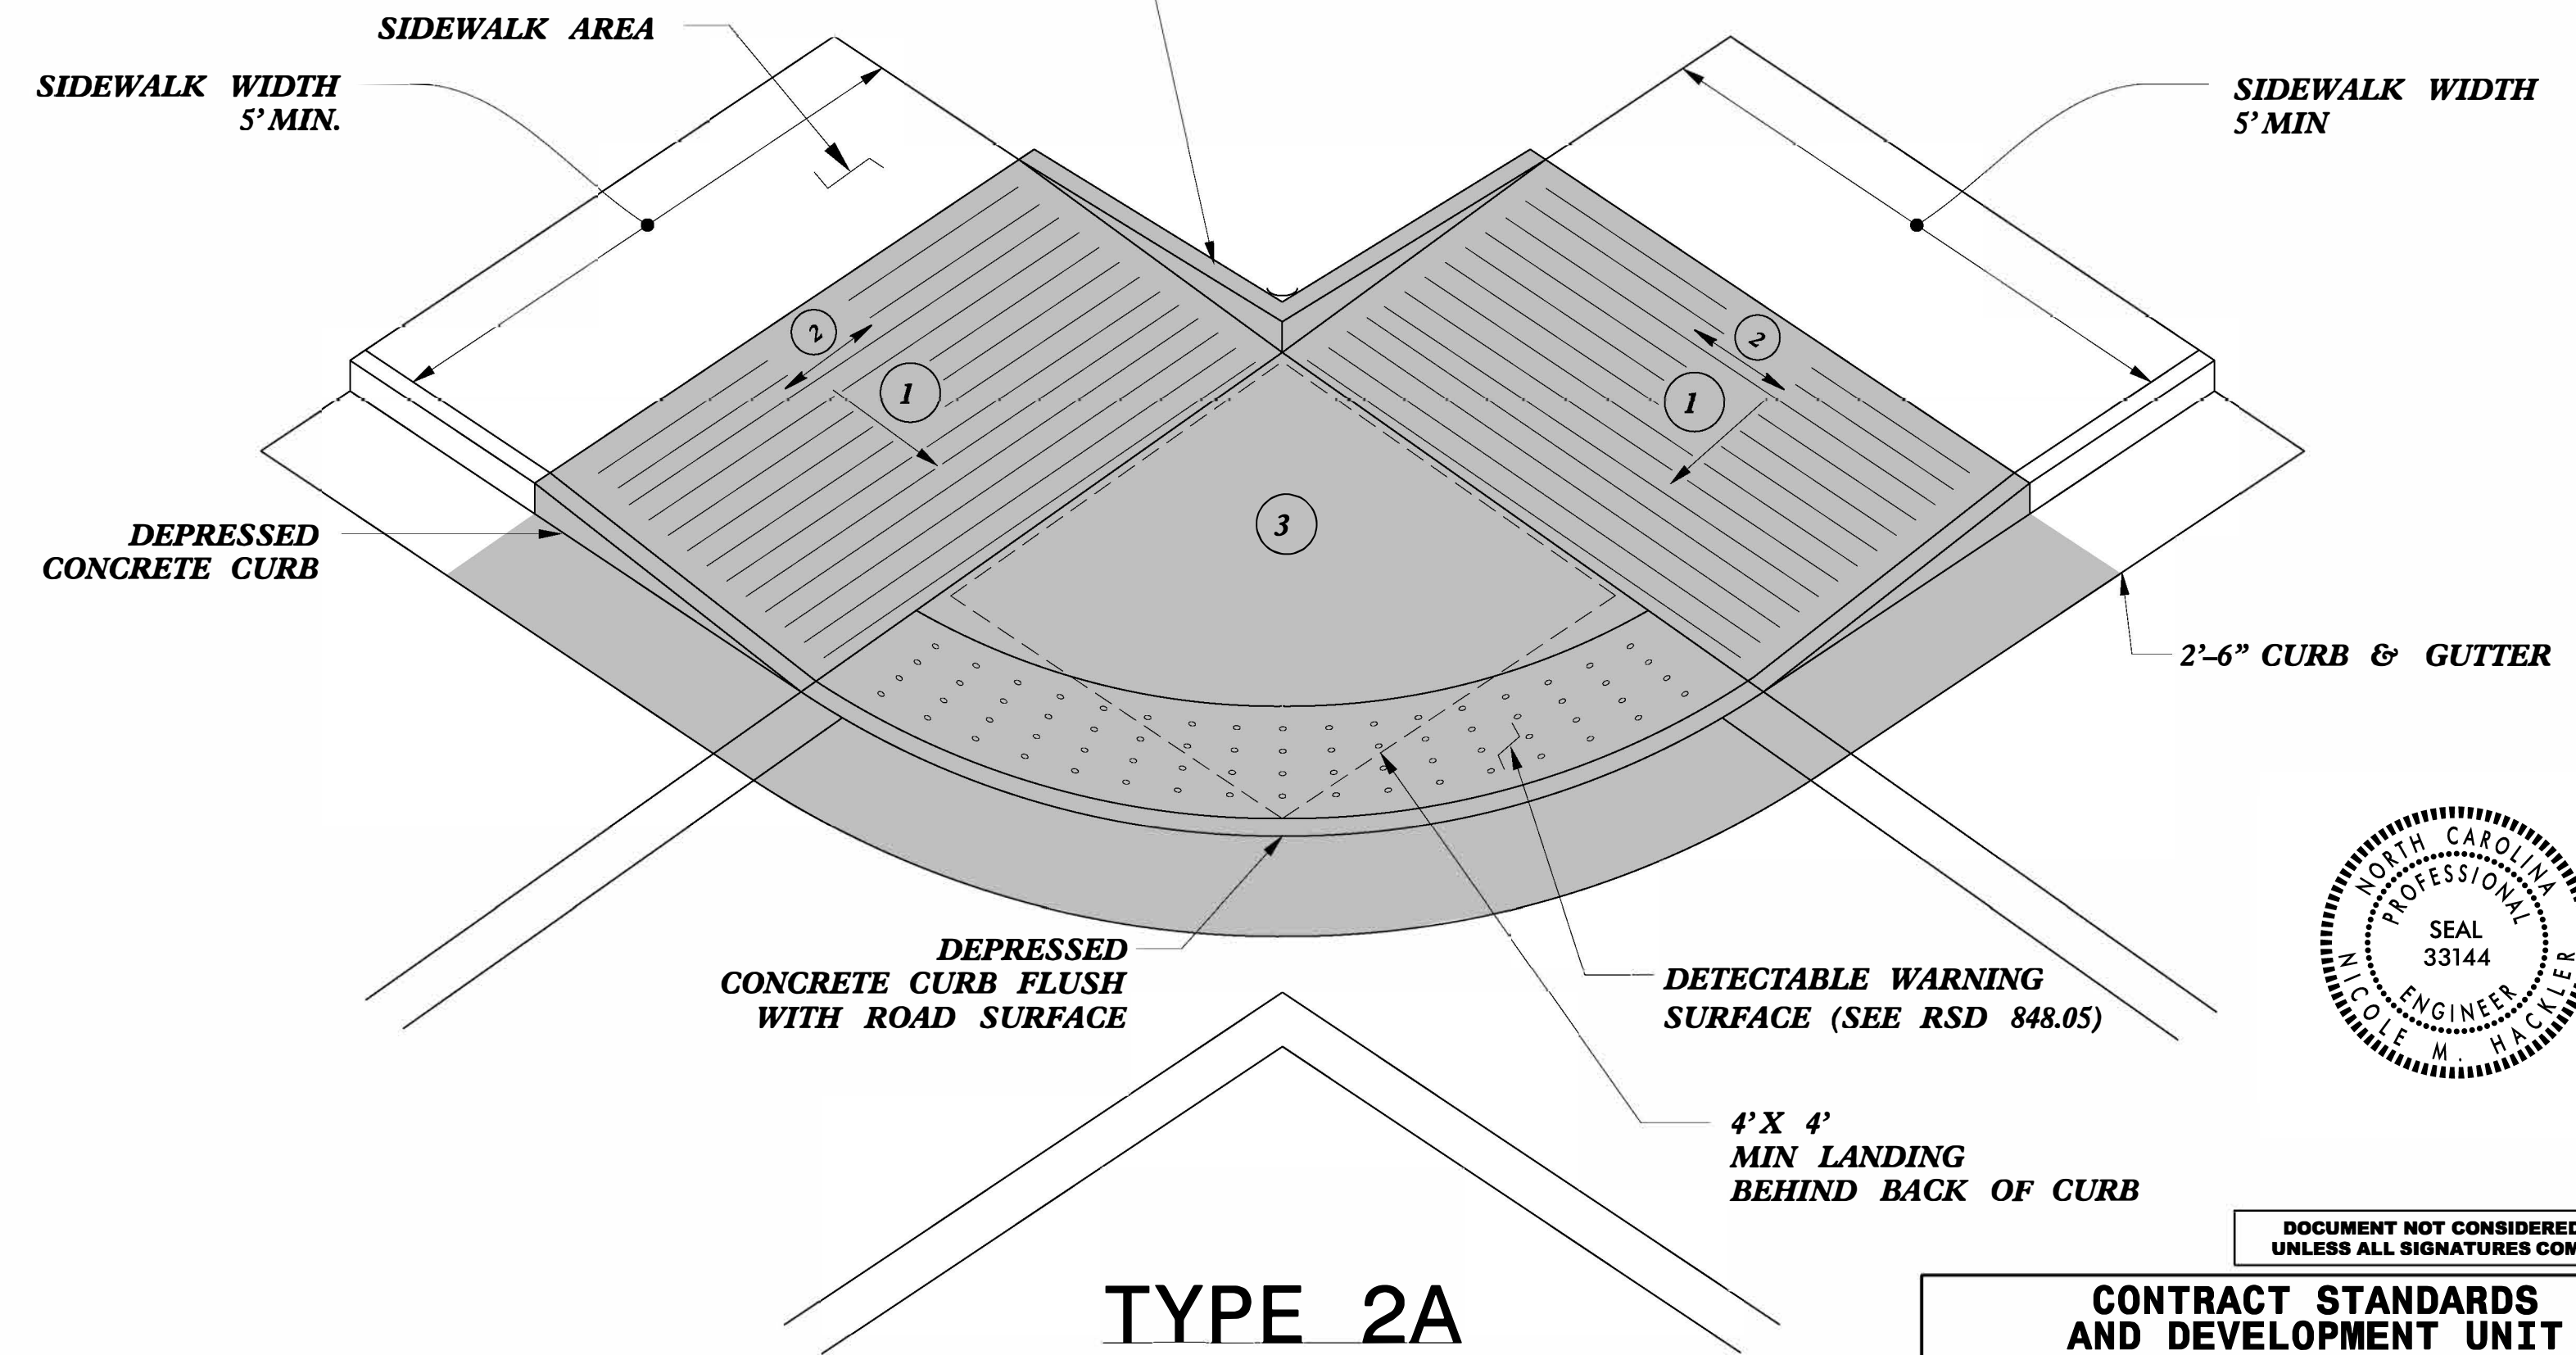 SIDEWALK AREA
SIDEWALK WIDTH
5' MIN.
SIDEWALK WIDTH
5' MIN
2
1
2
1
3
DEPRESSED
CONCRETE CURB
2'–6” CURB & GUTTER
DEPRESSED
CONCRETE CURB FLUSH
WITH ROAD SURFACE
DETECTABLE WARNING
SURFACE (SEE RSD 848.05)
4' X 4'
MIN LANDING
BEHIND BACK OF CURB
NORTH CAROLINA
PROFESSIONAL
SEAL
33144
ENGINEER
NICOLE M. HACKLER
DOCUMENT NOT CONSIDERED
UNLESS ALL SIGNATURES COM
TYPE 2A
CONTRACT STANDARDS
AND DEVELOPMENT UNIT